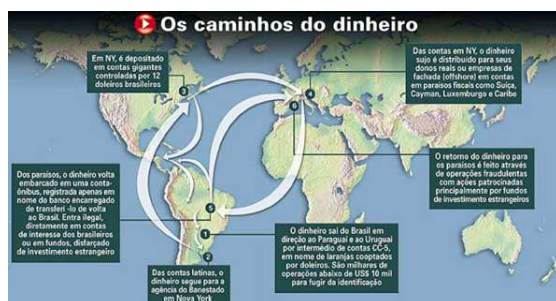 Os caminhos do dinheiro
Em NY, é depositado
em contas gigantes
controladas por 12
doleiros brasileiros
3
4
Das contas em NY, o dinheiro
sujo é distribuído para seus
donos reais ou empresas de
fachada (offshore) em contas
em paraísos fiscais como Suíça,
Cayman, Luxemburgo e Caribe
6
Dos paraísos, o dinheiro volta
embarcado em uma conta-
ônibus, registrada apenas em
nome do banco encarregado
de transferi -lo de volta
ao Brasil. Entra ilegal,
diretamente em contas
de interesse dos brasileiros
ou em fundos, disfarçado
de investimento estrangeiro
5
O retorno do dinheiro para
os paraísos é feito através
de operações fraudulentas
com ações patrocinadas
principalmente por fundos
de investimento estrangeiros
1
2
O dinheiro sai do Brasil em
direção ao Paraguai e ao Uruguai
por intermédio de contas CC-5,
em nome de laranjas cooptados
por doleiros. São milhares de
operações abaixo de US$ 10 mil
para fugir da identificação
Das contas latinas, o dinheiro
segue para a
agência do Banestado
em Nova York